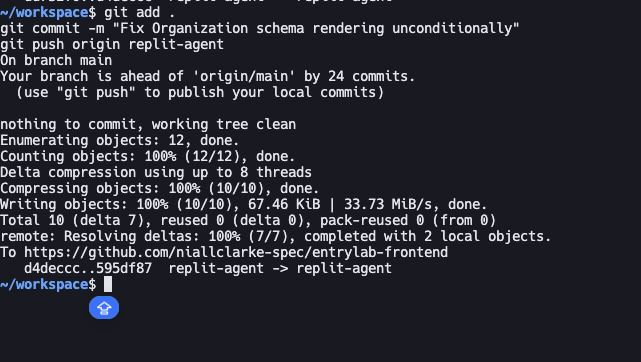 ~/workspace$ git add .
git commit -m "Fix Organization schema rendering unconditionally"
git push origin replit-agent
On branch main
Your branch is ahead of 'origin/main' by 24 commits.
  (use "git push" to publish your local commits)

nothing to commit, working tree clean
Enumerating objects: 12, done.
Counting objects: 100% (12/12), done.
Delta compression using up to 8 threads
Compressing objects: 100% (10/10), done.
Writing objects: 100% (10/10), 67.46 KiB | 33.73 MiB/s, done.
Total 10 (delta 7), reused 0 (delta 0), pack-reused 0 (from 0)
remote: Resolving deltas: 100% (7/7), completed with 2 local objects.
To https://github.com/niallclarke-spec/entrylab-frontend
   d4deccc..595df87  replit-agent -> replit-agent
~/workspace$